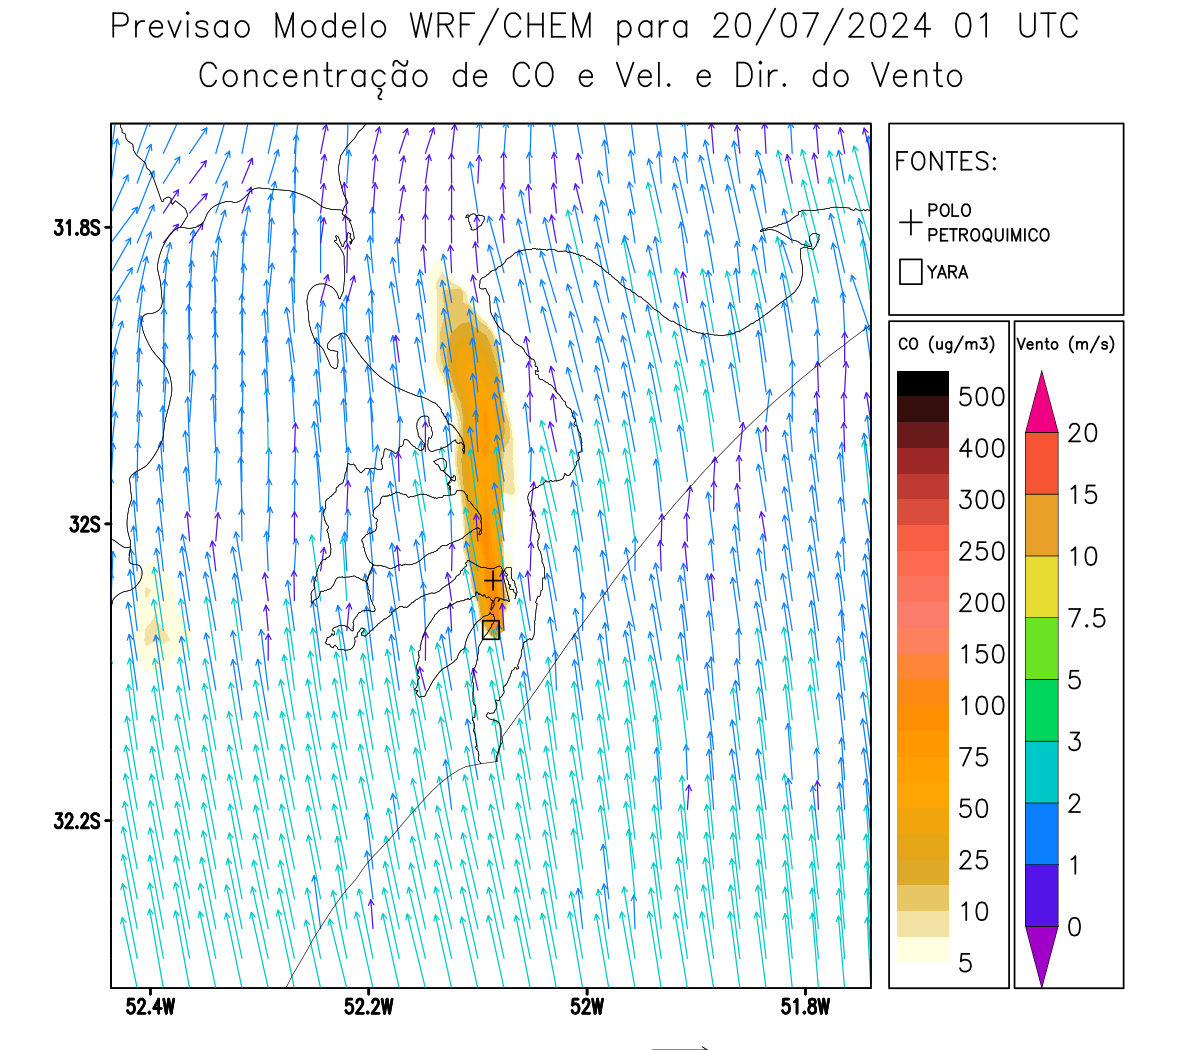 Previsao Modelo WRF/CHEM para 20/07/2024 01 UTC
Concentração de CO e Vel. e Dir. do Vento
FONTES:
POLO
PETROQUIMICO
YARA
CO (ug/m3)
500
400
300
250
200
150
100
75
50
25
10
5
Vento (m/s)
20
15
10
7.5
5
3
2
1
0
31.8S
32S
32.2S
52.4W
52.2W
52W
51.8W